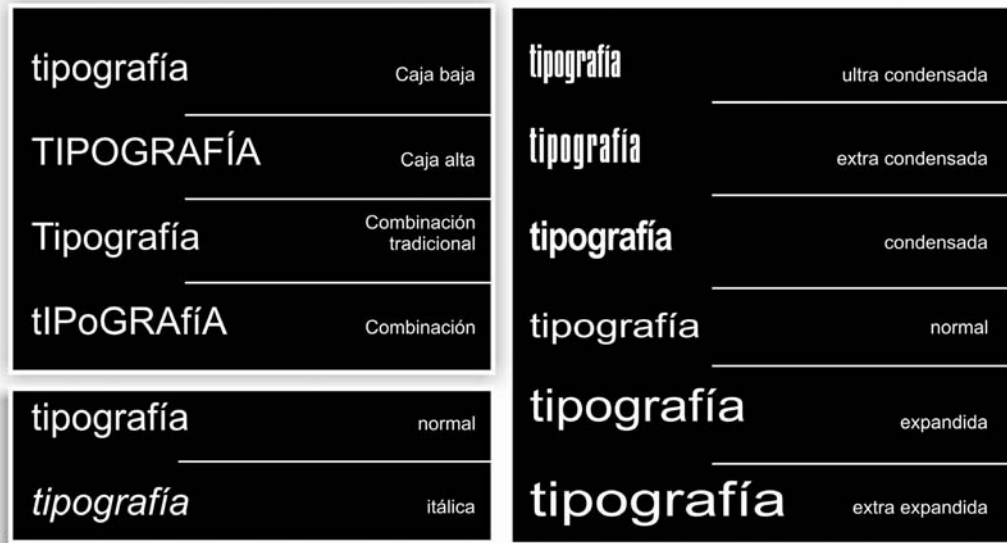 tipografía
Caja baja
TIPOGRAFÍA
Caja alta
Tipografía
Combinación
tradicional
tIPoGRAfíA
Combinación
tipografía
normal
tipografía
itálica
tipografía
ultra condensada
tipografía
extra condensada
tipografía
condensada
tipografía
normal
tipografía
expandida
tipografía
extra expandida